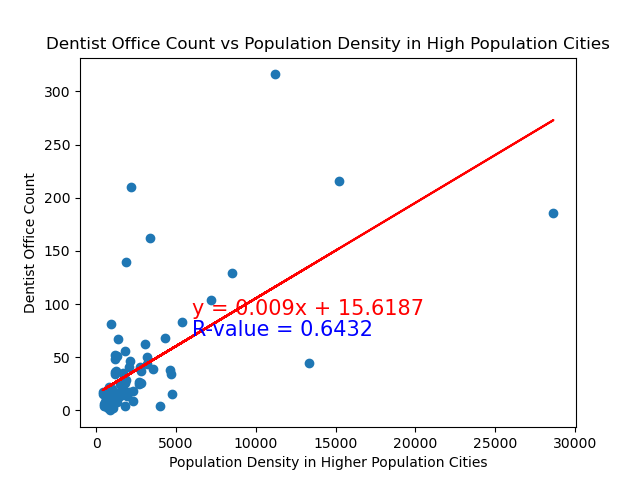 Dentist Office Count vs Population Density in High Population Cities
300
250
200
150
100
50
0
Dentist Office Count
y = 0.009x + 15.6187
R-value = 0.6432
0 5000 10000 15000 20000 25000 30000
Population Density in Higher Population Cities